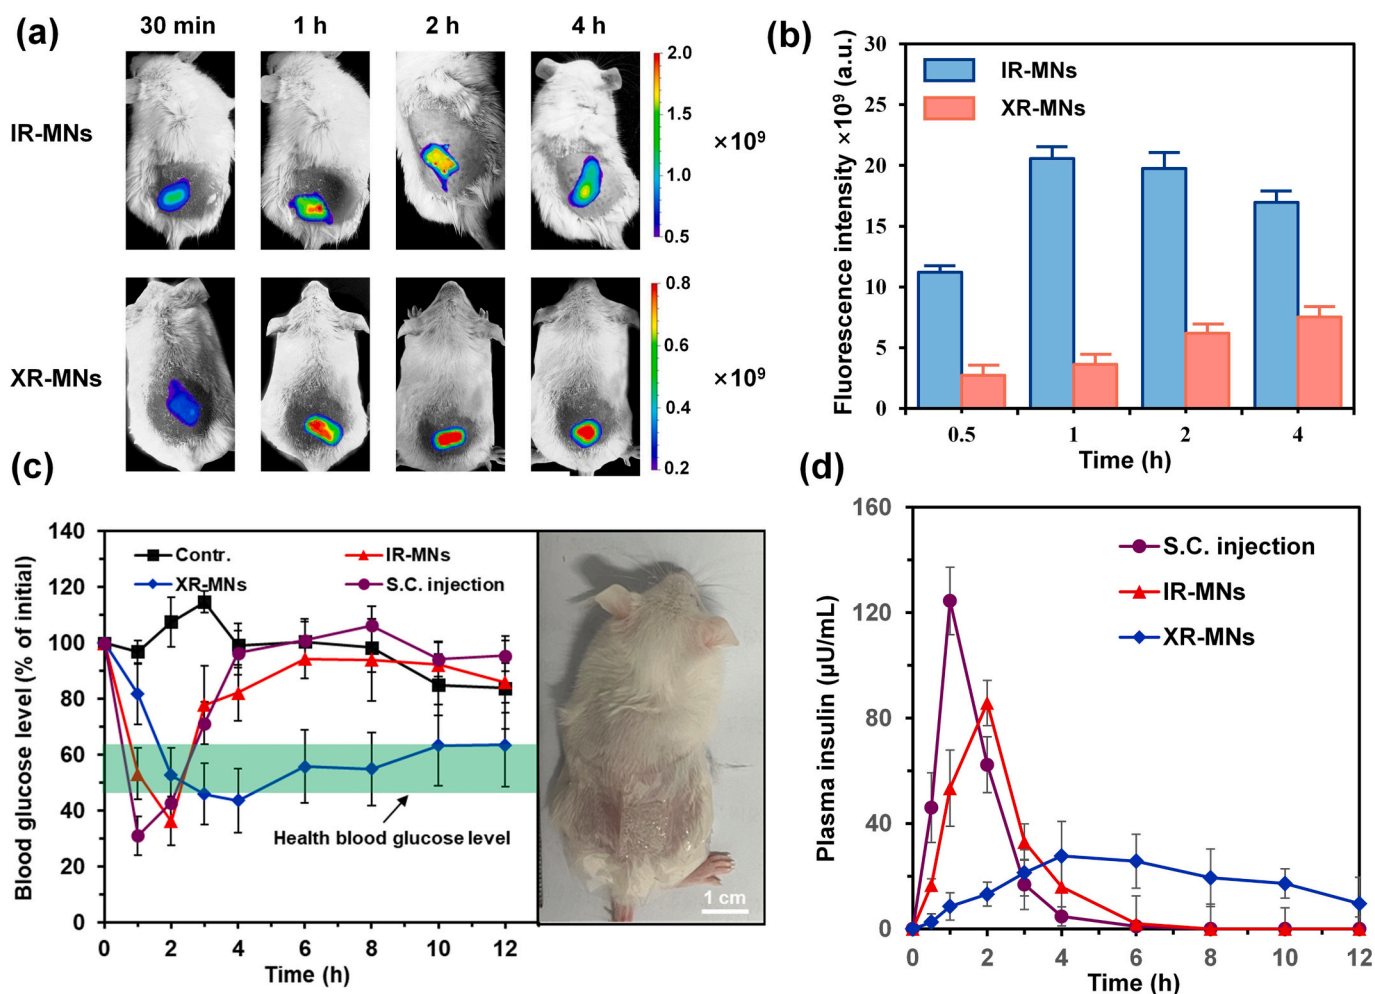 (a)
30 min
1 h
2 h
4 h
IR-MNs
2.0
1.5
1.0
0.5
×10⁹
XR-MNs
0.8
0.6
0.4
0.2
×10⁹
(b)
Fluorescence intensity ×10⁹ (a.u.)
30
25
20
15
10
5
0
IR-MNs
XR-MNs
0.5
1
2
4
Time (h)
(c)
Blood glucose level (% of initial)
140
120
100
80
60
40
20
0
Contr.
IR-MNs
XR-MNs
S.C. injection
Health blood glucose level
0
2
4
6
8
10
12
Time (h)
1 cm
(d)
Plasma insulin (µU/mL)
160
120
80
40
0
S.C. injection
IR-MNs
XR-MNs
0
2
4
6
8
10
12
Time (h)